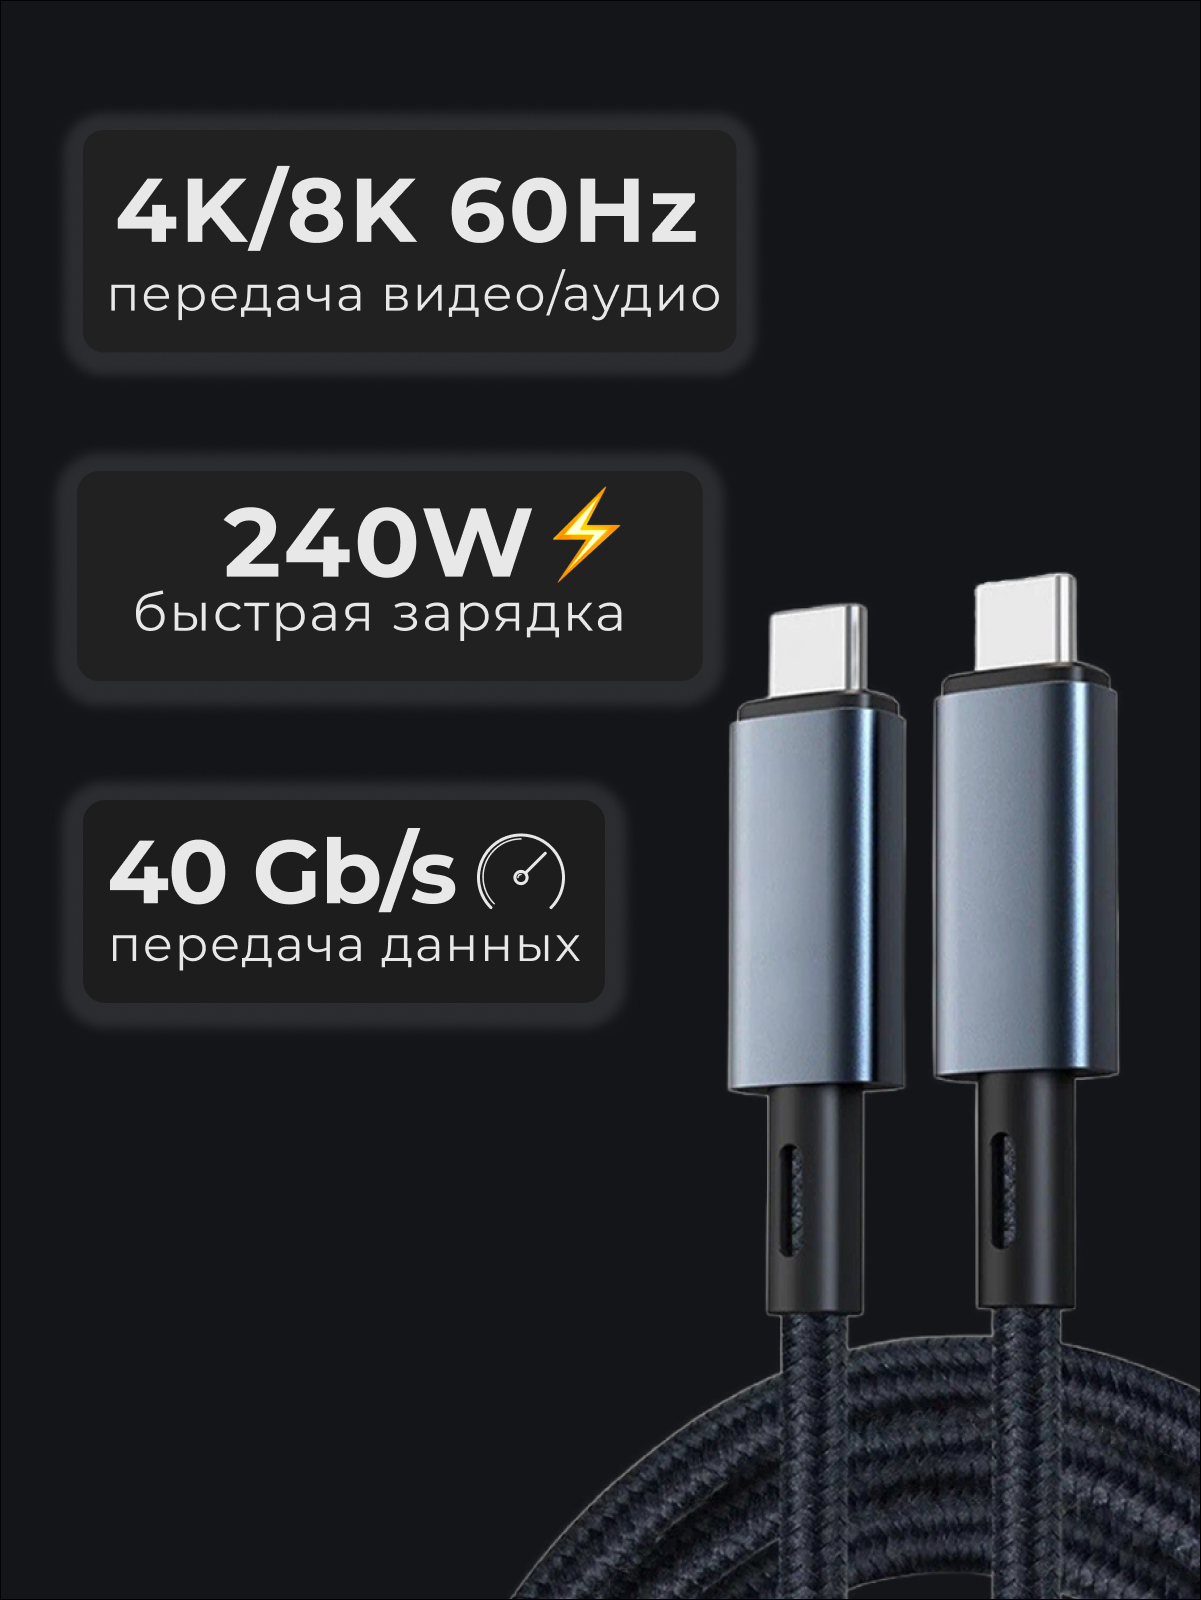 4K/8K 60Hz
передача видео/аудио
240W⚡
быстрая зарядка
40 Gb/s
передача данных